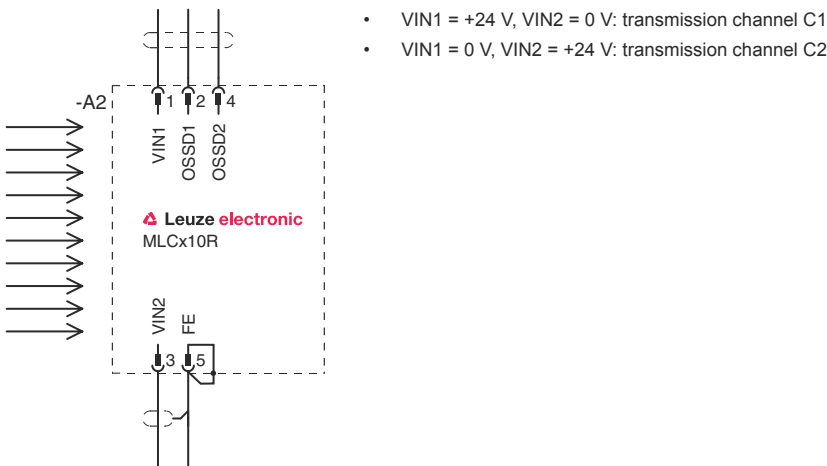 • VIN1 = +24 V, VIN2 = 0 V: transmission channel C1
• VIN1 = 0 V, VIN2 = +24 V: transmission channel C2
-A2
1 2 4
VIN1
OSSD1
OSSD2
Leuze electronic
MLCx10R
VIN2
FE
3 5